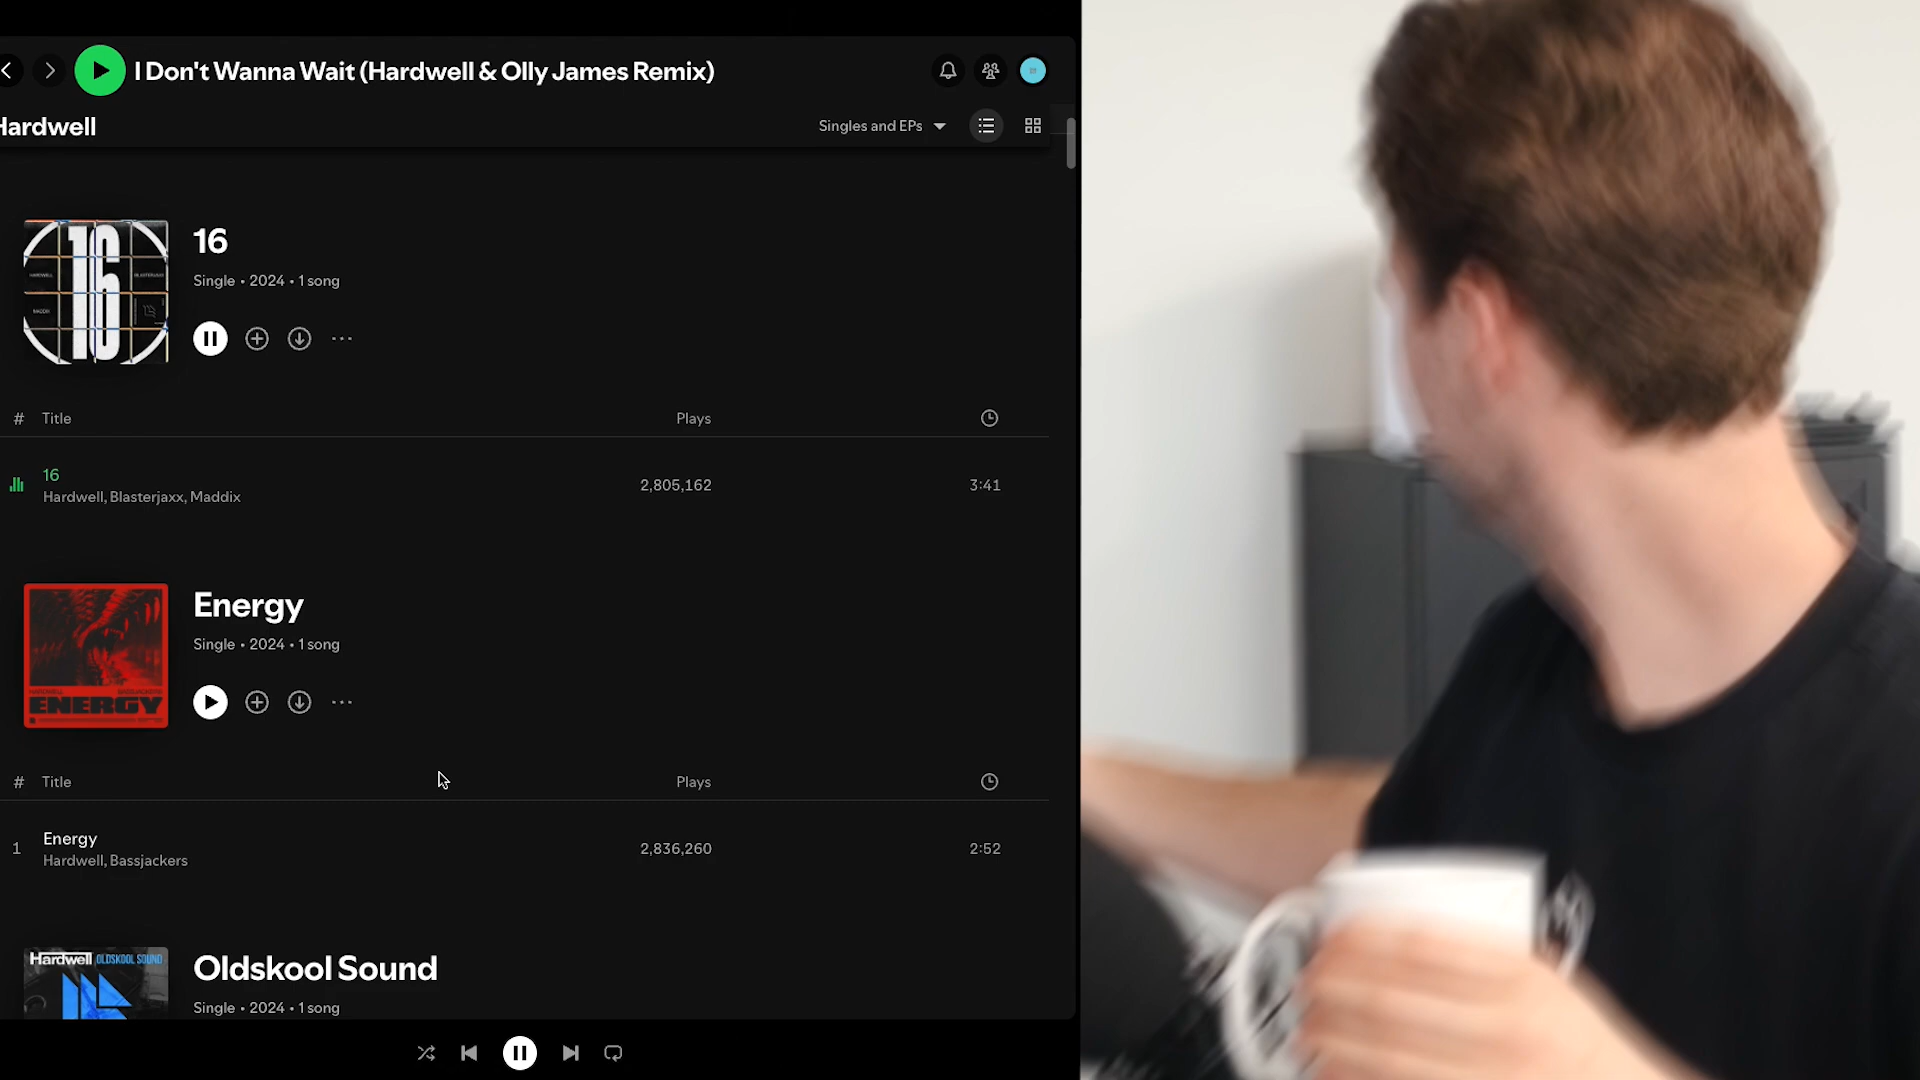 I Don't Wanna Wait (Hardwell & Olly James Remix)
Hardwell
Singles and EPs
16
16
Single • 2024 • 1 song
# Title Plays
16
2,805,162
3:41
Hardwell, Blasterjaxx, Maddix
Energy
ENERGY
Single • 2024 • 1 song
# Title Plays
1
Energy
2,836,260
2:52
Hardwell, Bassjackers
Hardwell OLDSKOOL SOUND
Oldskool Sound
Single • 2024 • 1 song